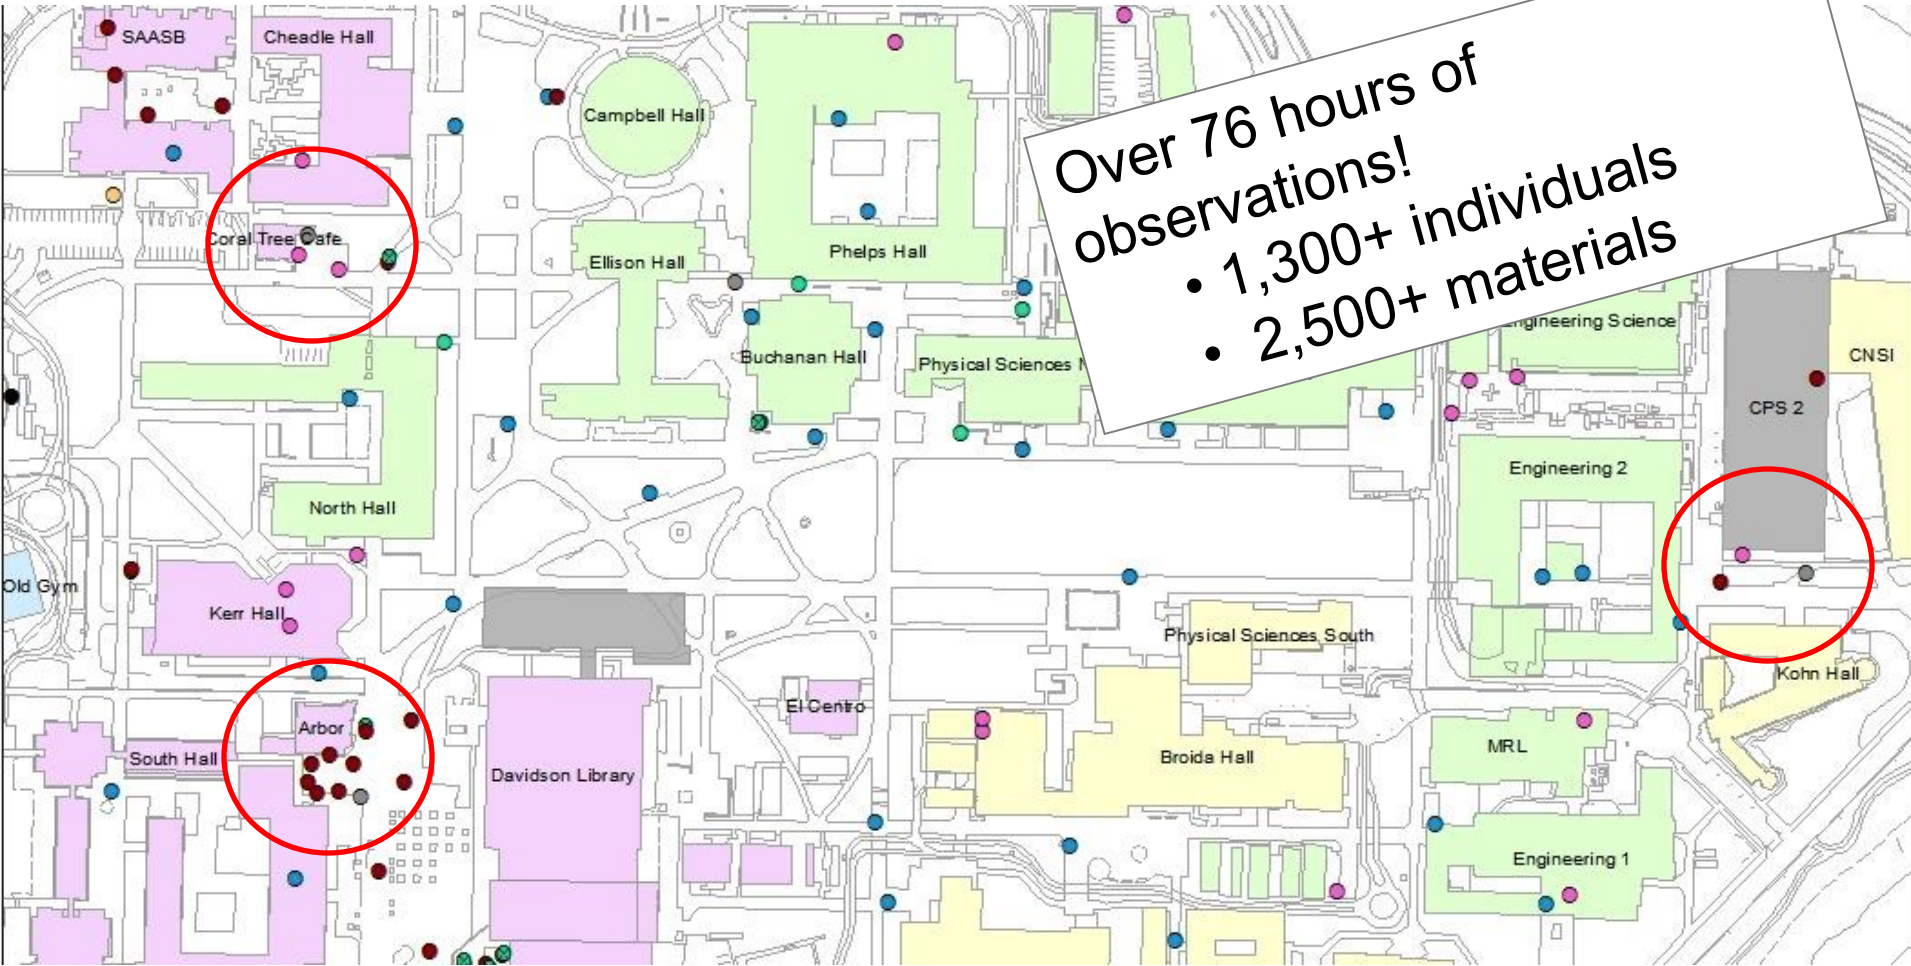 SAASB
Cheadle Hall
Campbell Hall
Over 76 hours of
observations!
• 1,300+ individuals
• 2,500+ materials
Coral Tree Cafe
Ellison Hall
Phelps Hall
Engineering Science
Buchanan Hall
Physical Sciences
CNSI
CPS 2
Engineering 2
North Hall
Old Gym
Kerr Hall
Physical Sciences South
Kohn Hall
El Centro
Arbor
South Hall
Davidson Library
Broida Hall
MRL
Engineering 1